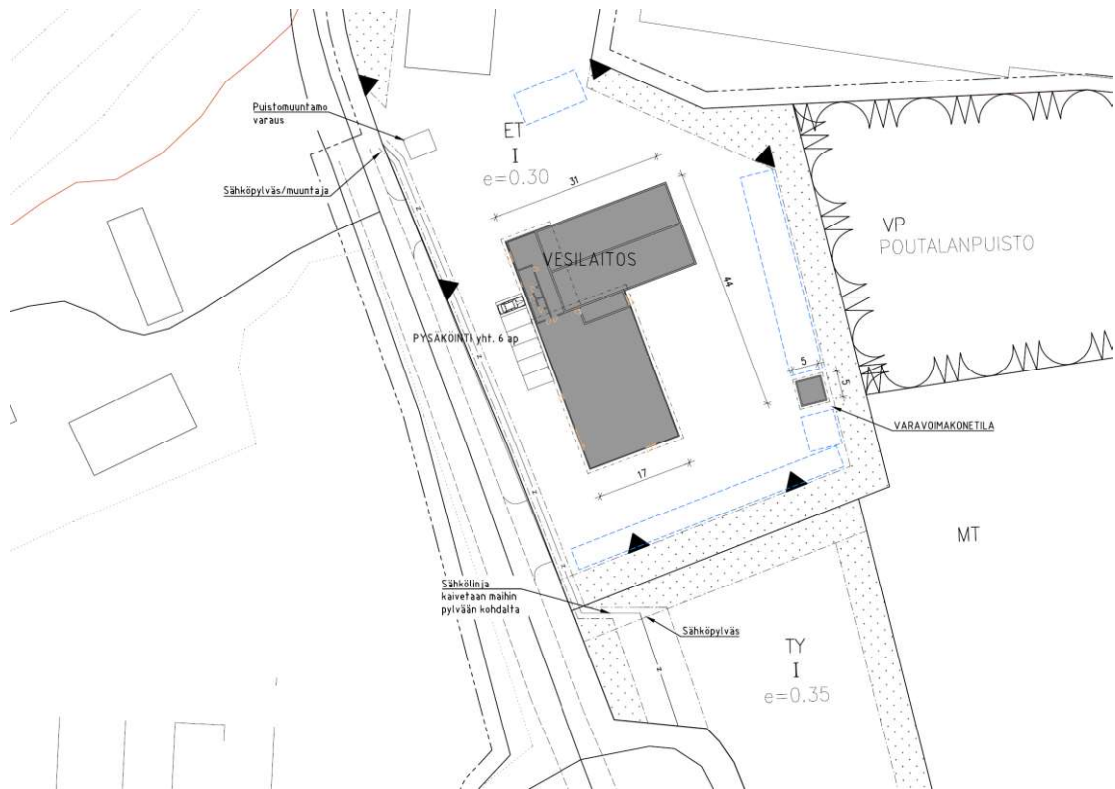 Puistomuuntamo
varaus
ET
I
e=0.30
31
Sähköpylväs/muuntaja
VP
POUTALANPUISTO
VESILAITOS
44
PYSÄKÖINTI yht. 6 ap
5
5
VARAVOIMAKONETILA
17
MT
Sähkölinja
kaivetaan maihin
pylvään kohdalta
Sähköpylväs
TY
I
e=0.35